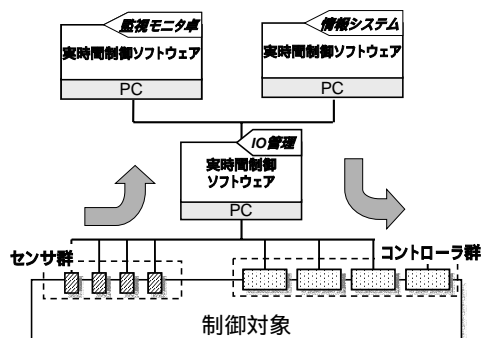 監視モニタ卓
実時間制御ソフトウェア
PC
情報システム
実時間制御ソフトウェア
PC
IO管理
実時間制御
ソフトウェア
PC
センサ群
コントローラ群
制御対象